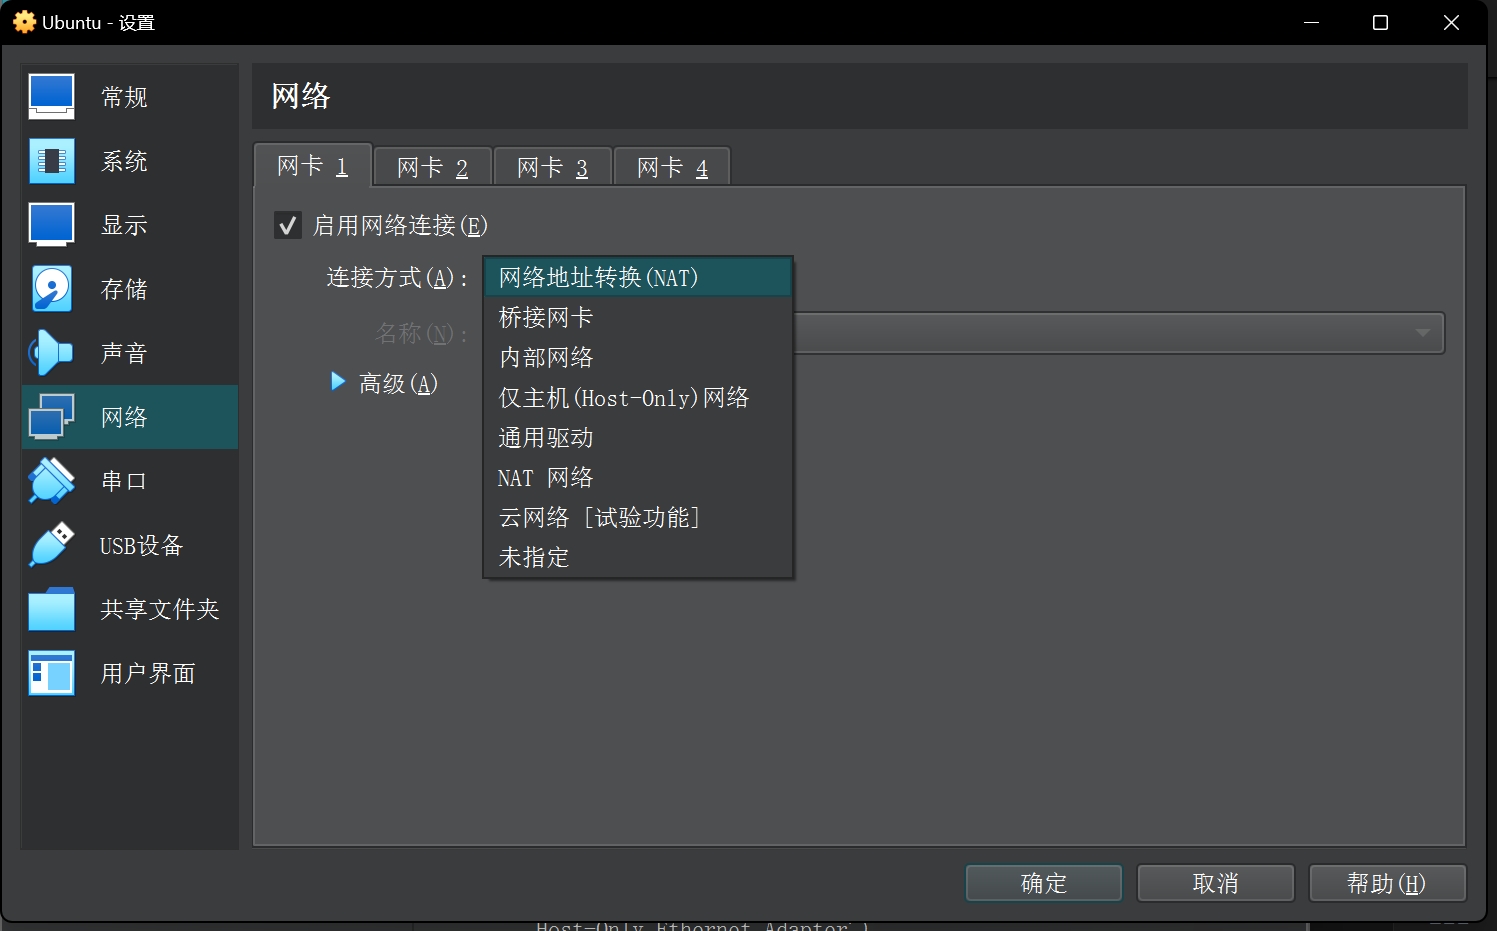 Ubuntu - 设置
常规
系统
显示
存储
声音
网络
串口
USB设备
共享文件夹
用户界面
网络
网卡 1
网卡 2
网卡 3
网卡 4
启用网络连接(E)
连接方式(A):
网络地址转换(NAT)
桥接网卡
内部网络
仅主机(Host-Only)网络
通用驱动
NAT 网络
云网络 [试验功能]
未指定
名称(N):
高级(A)
确定
取消
帮助(H)
Host-Only Ethernet Adapter